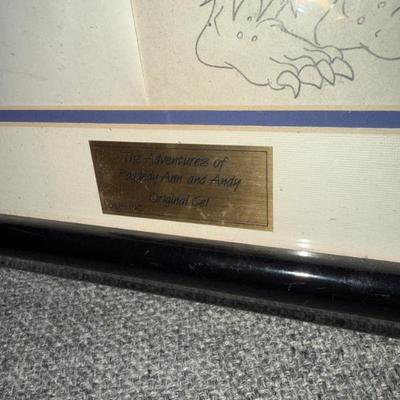 The Adventures of
Raggedy Ann and Andy
Original Cel